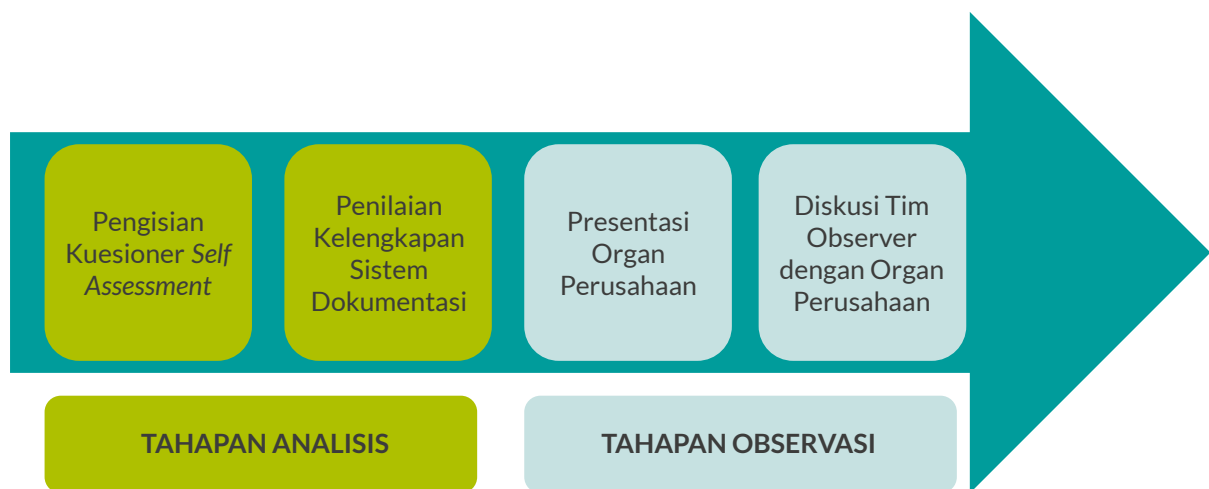 Pengisian
Kuesioner Self
Assessment
Penilaian
Kelengkapan
Sistem
Dokumentasi
Presentasi
Organ
Perusahaan
Diskusi Tim
Observer
dengan Organ
Perusahaan
TAHAPAN ANALISIS
TAHAPAN OBSERVASI